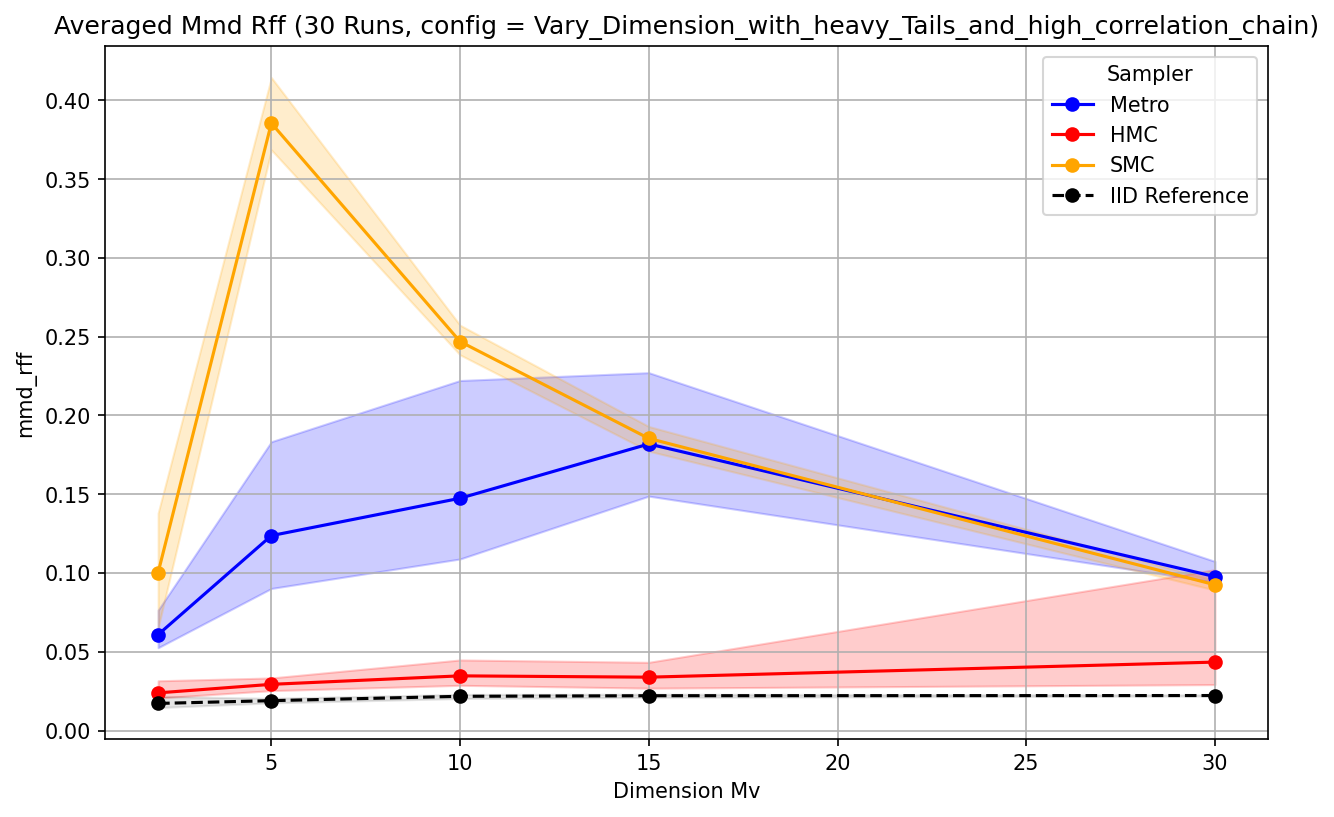 Averaged Mmd Rff (30 Runs, config = Vary_Dimension_with_heavy_Tails_and_high_correlation_chain)
Sampler
Metro
HMC
SMC
IID Reference
mmd_rff
0.40
0.35
0.30
0.25
0.20
0.15
0.10
0.05
0.00
5 10 15 20 25 30
Dimension Mv